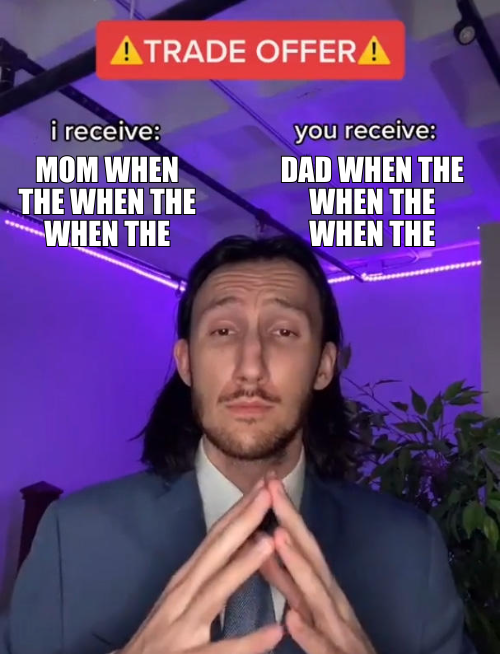 ⚠️TRADE OFFER⚠️
i receive:
you receive:
MOM WHEN
THE WHEN THE
WHEN THE
DAD WHEN THE
WHEN THE
WHEN THE